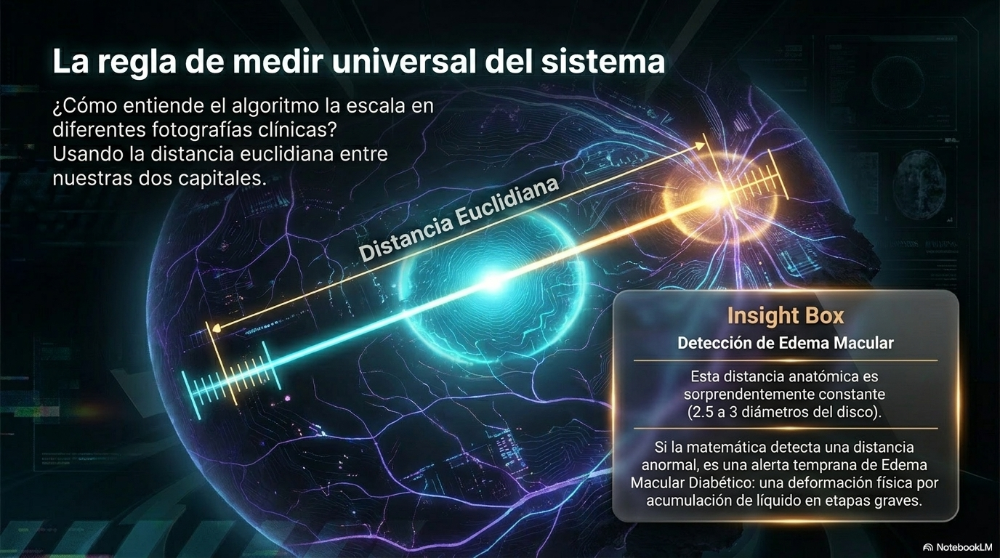 La regla de medir universal del sistema
¿Cómo entiende el algoritmo la escala en
diferentes fotografías clínicas?
Usando la distancia euclidiana entre
nuestras dos capitales.
Distancia Euclidiana
Insight Box
Detección de Edema Macular
Esta distancia anatómica es
sorprendentemente constante
(2.5 a 3 diámetros del disco).
Si la matemática detecta una distancia
anormal, es una alerta temprana de Edema
Macular Diabético: una deformación física por
acumulación de líquido en etapas graves.
NotebookLM